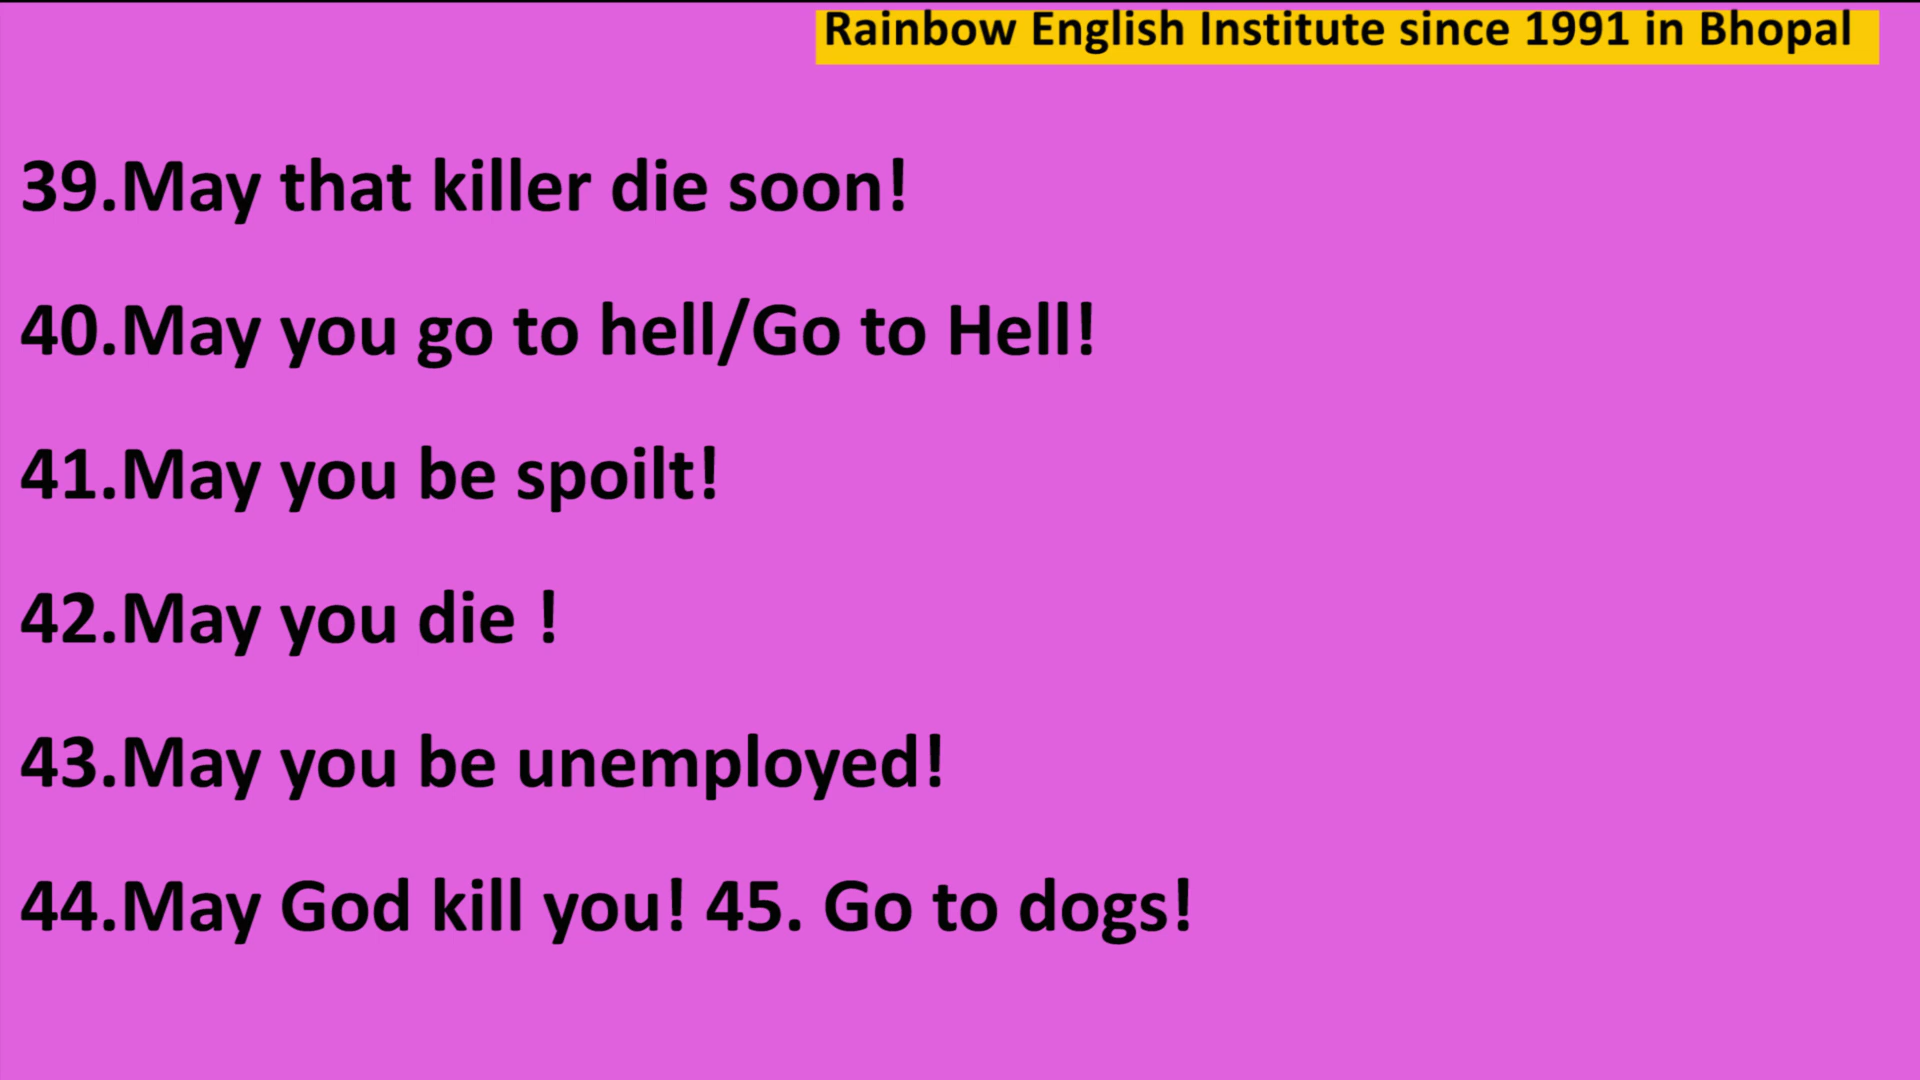 Rainbow English Institute since 1991 in Bhopal
39.May that killer die soon!
40.May you go to hell/Go to Hell!
41.May you be spoilt!
42.May you die !
43.May you be unemployed!
44.May God kill you! 45. Go to dogs!